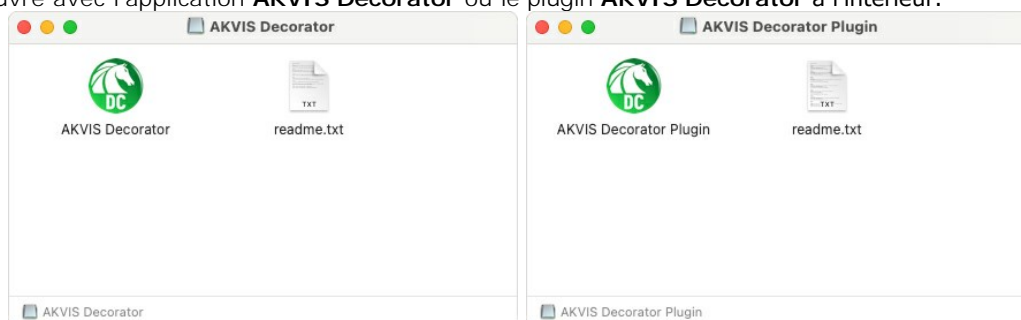 avec l'application AKVIS Decorator ou le plugin AKVIS Decorator à l'intérieur.
AKVIS Decorator
AKVIS Decorator Plugin
DC
TXT
DC
TXT
AKVIS Decorator
readme.txt
AKVIS Decorator Plugin
readme.txt
AKVIS Decorator
AKVIS Decorator Plugin